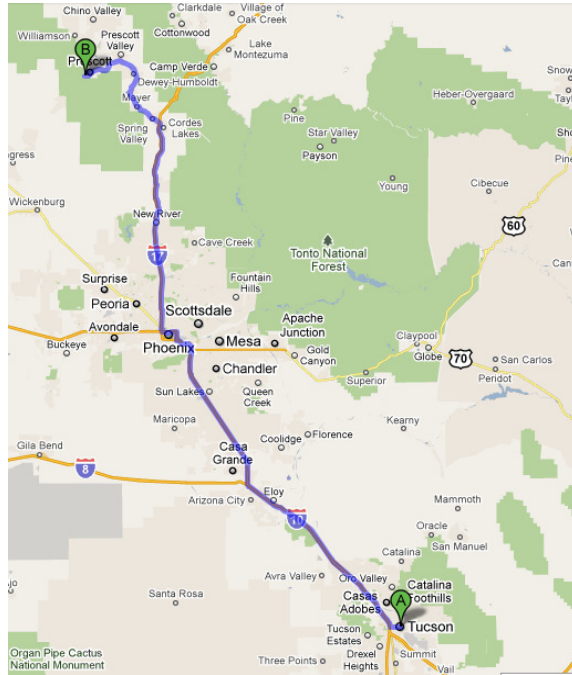 Chino Valley
Clarkdale
Village of
Oak Creek
Williamson
Cottonwood
Prescott
Valley
Lake
Montezuma
B
Prescott
Camp Verde
Dewey-Humboldt
Mayer
Spring
Valley
Cordes
Lakes
Heber-Overgaard
Pine
Star Valley
Payson
Young
Cibecue
Wickenburg
New River
60
Cave Creek
Tonto National
Forest
17
Surprise
Fountain
Hills
Peoria
Scottsdale
Avondale
Apache
Junction
Buckeye
Phoenix
Mesa
Claypool
Globe
Gold
Canyon
70
San Carlos
Chandler
Superior
Peridot
Sun Lakes
Queen
Creek
Maricopa
Kearny
Florence
Coolidge
Gila Bend
Casa
Grande
8
Arizona City
Eloy
Mammoth
10
Oracle
San Manuel
Catalina
Avra Valley
Oro Valley
Catalina
Foothills
Santa Rosa
Casas
Adobes
A
Tucson
Tucson
Estates
Organ Pipe Cactus
National Monument
Drexel
Heights
Three Points
Summit
Vail